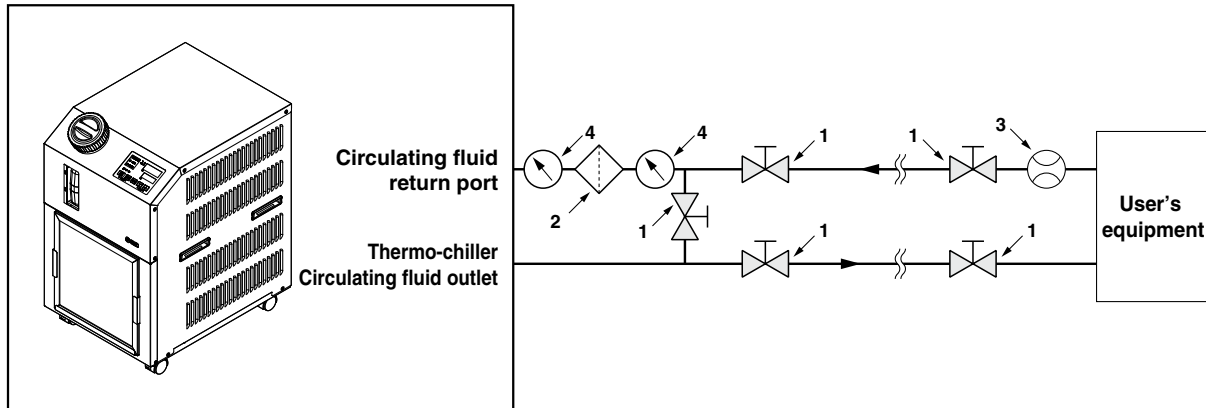 4
4
1
1
3
Circulating fluid
return port
2
1
User's
equipment
Thermo-chiller
Circulating fluid outlet
1
1